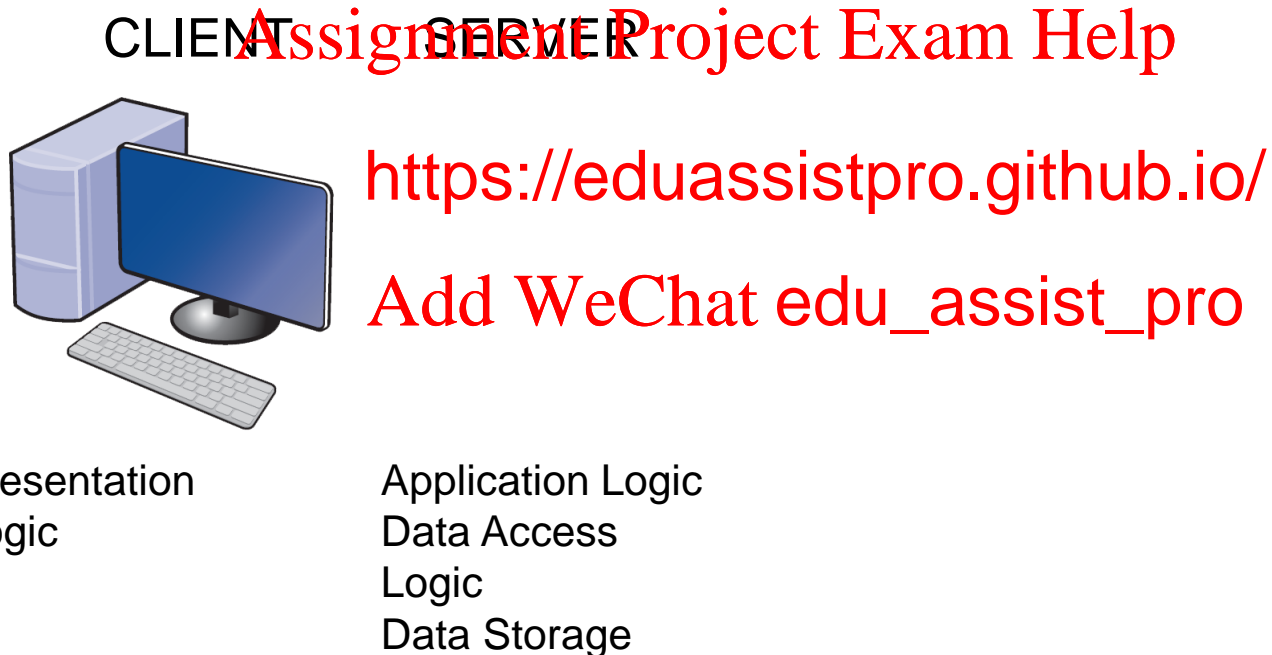 CLIENT SERVER
Assignment Project Exam Help
https://eduassistpro.github.io/
Add WeChat edu_assist_pro
esentation
gic
Application Logic
Data Access
Logic
Data Storage